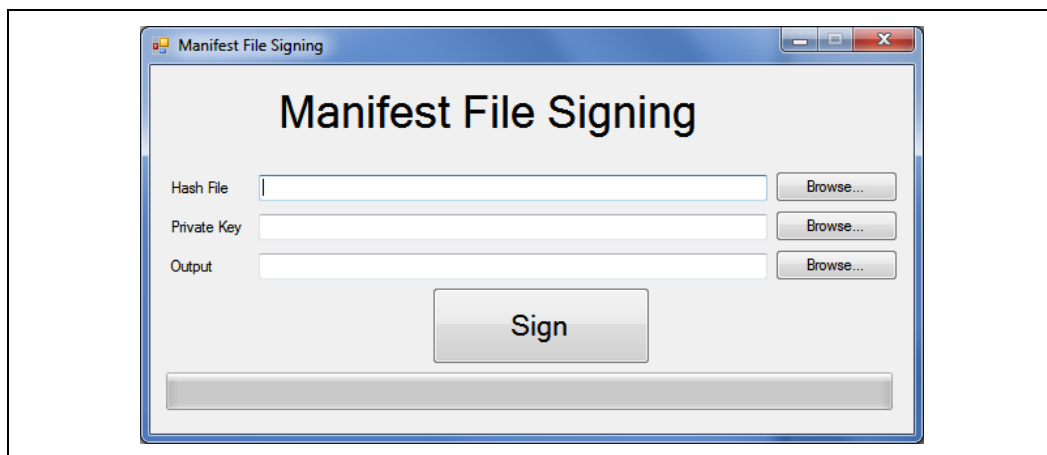 Manifest File Signing
Manifest File Signing
Hash File Browse...
Private Key Browse...
Output Browse...
Sign